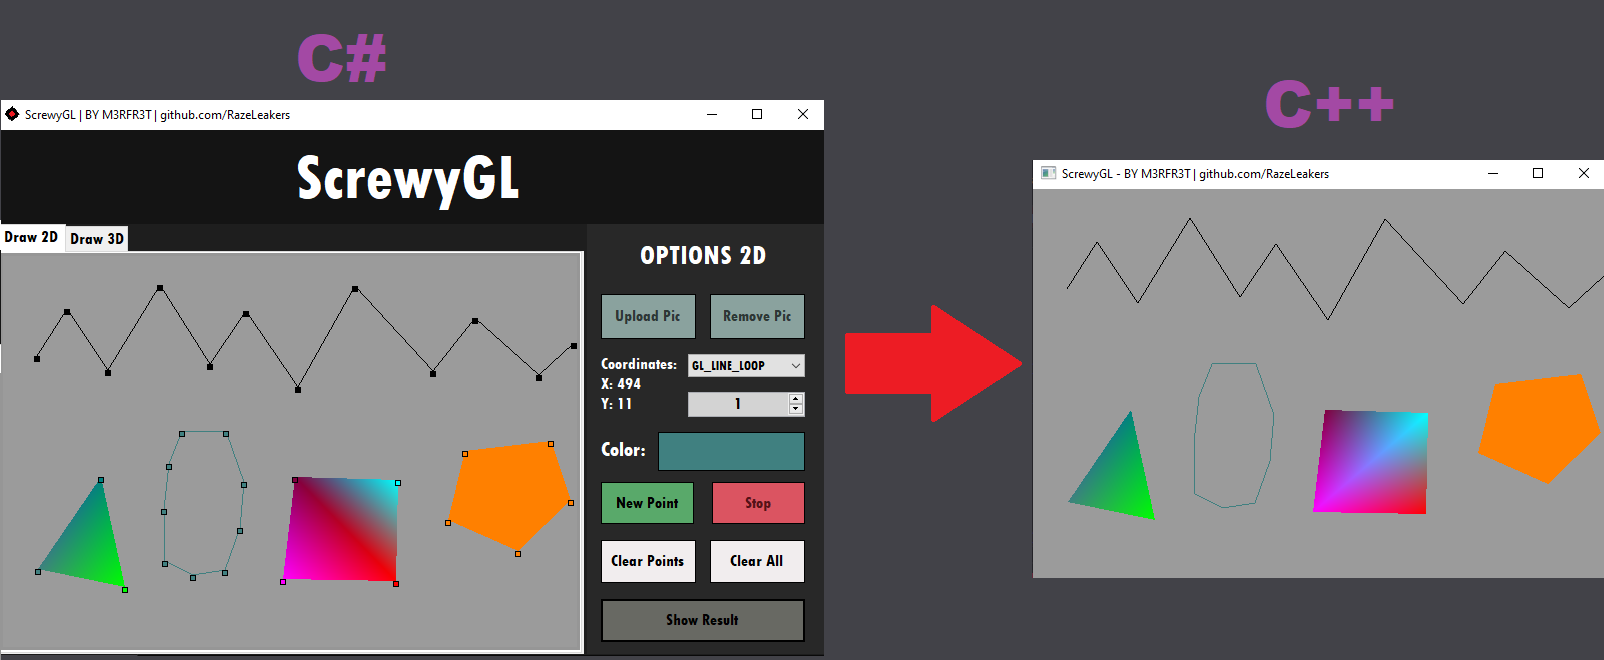 C#
ScrewyGL | BY M3RFR3T | github.com/RazeLeakers
ScrewyGL
Draw 2D
Draw 3D
OPTIONS 2D
Upload Pic
Remove Pic
Coordinates:
GL_LINE_LOOP
X: 494
Y: 11
1
Color:
New Point
Stop
Clear Points
Clear All
Show Result
C++
ScrewyGL - BY M3RFR3T | github.com/RazeLeakers